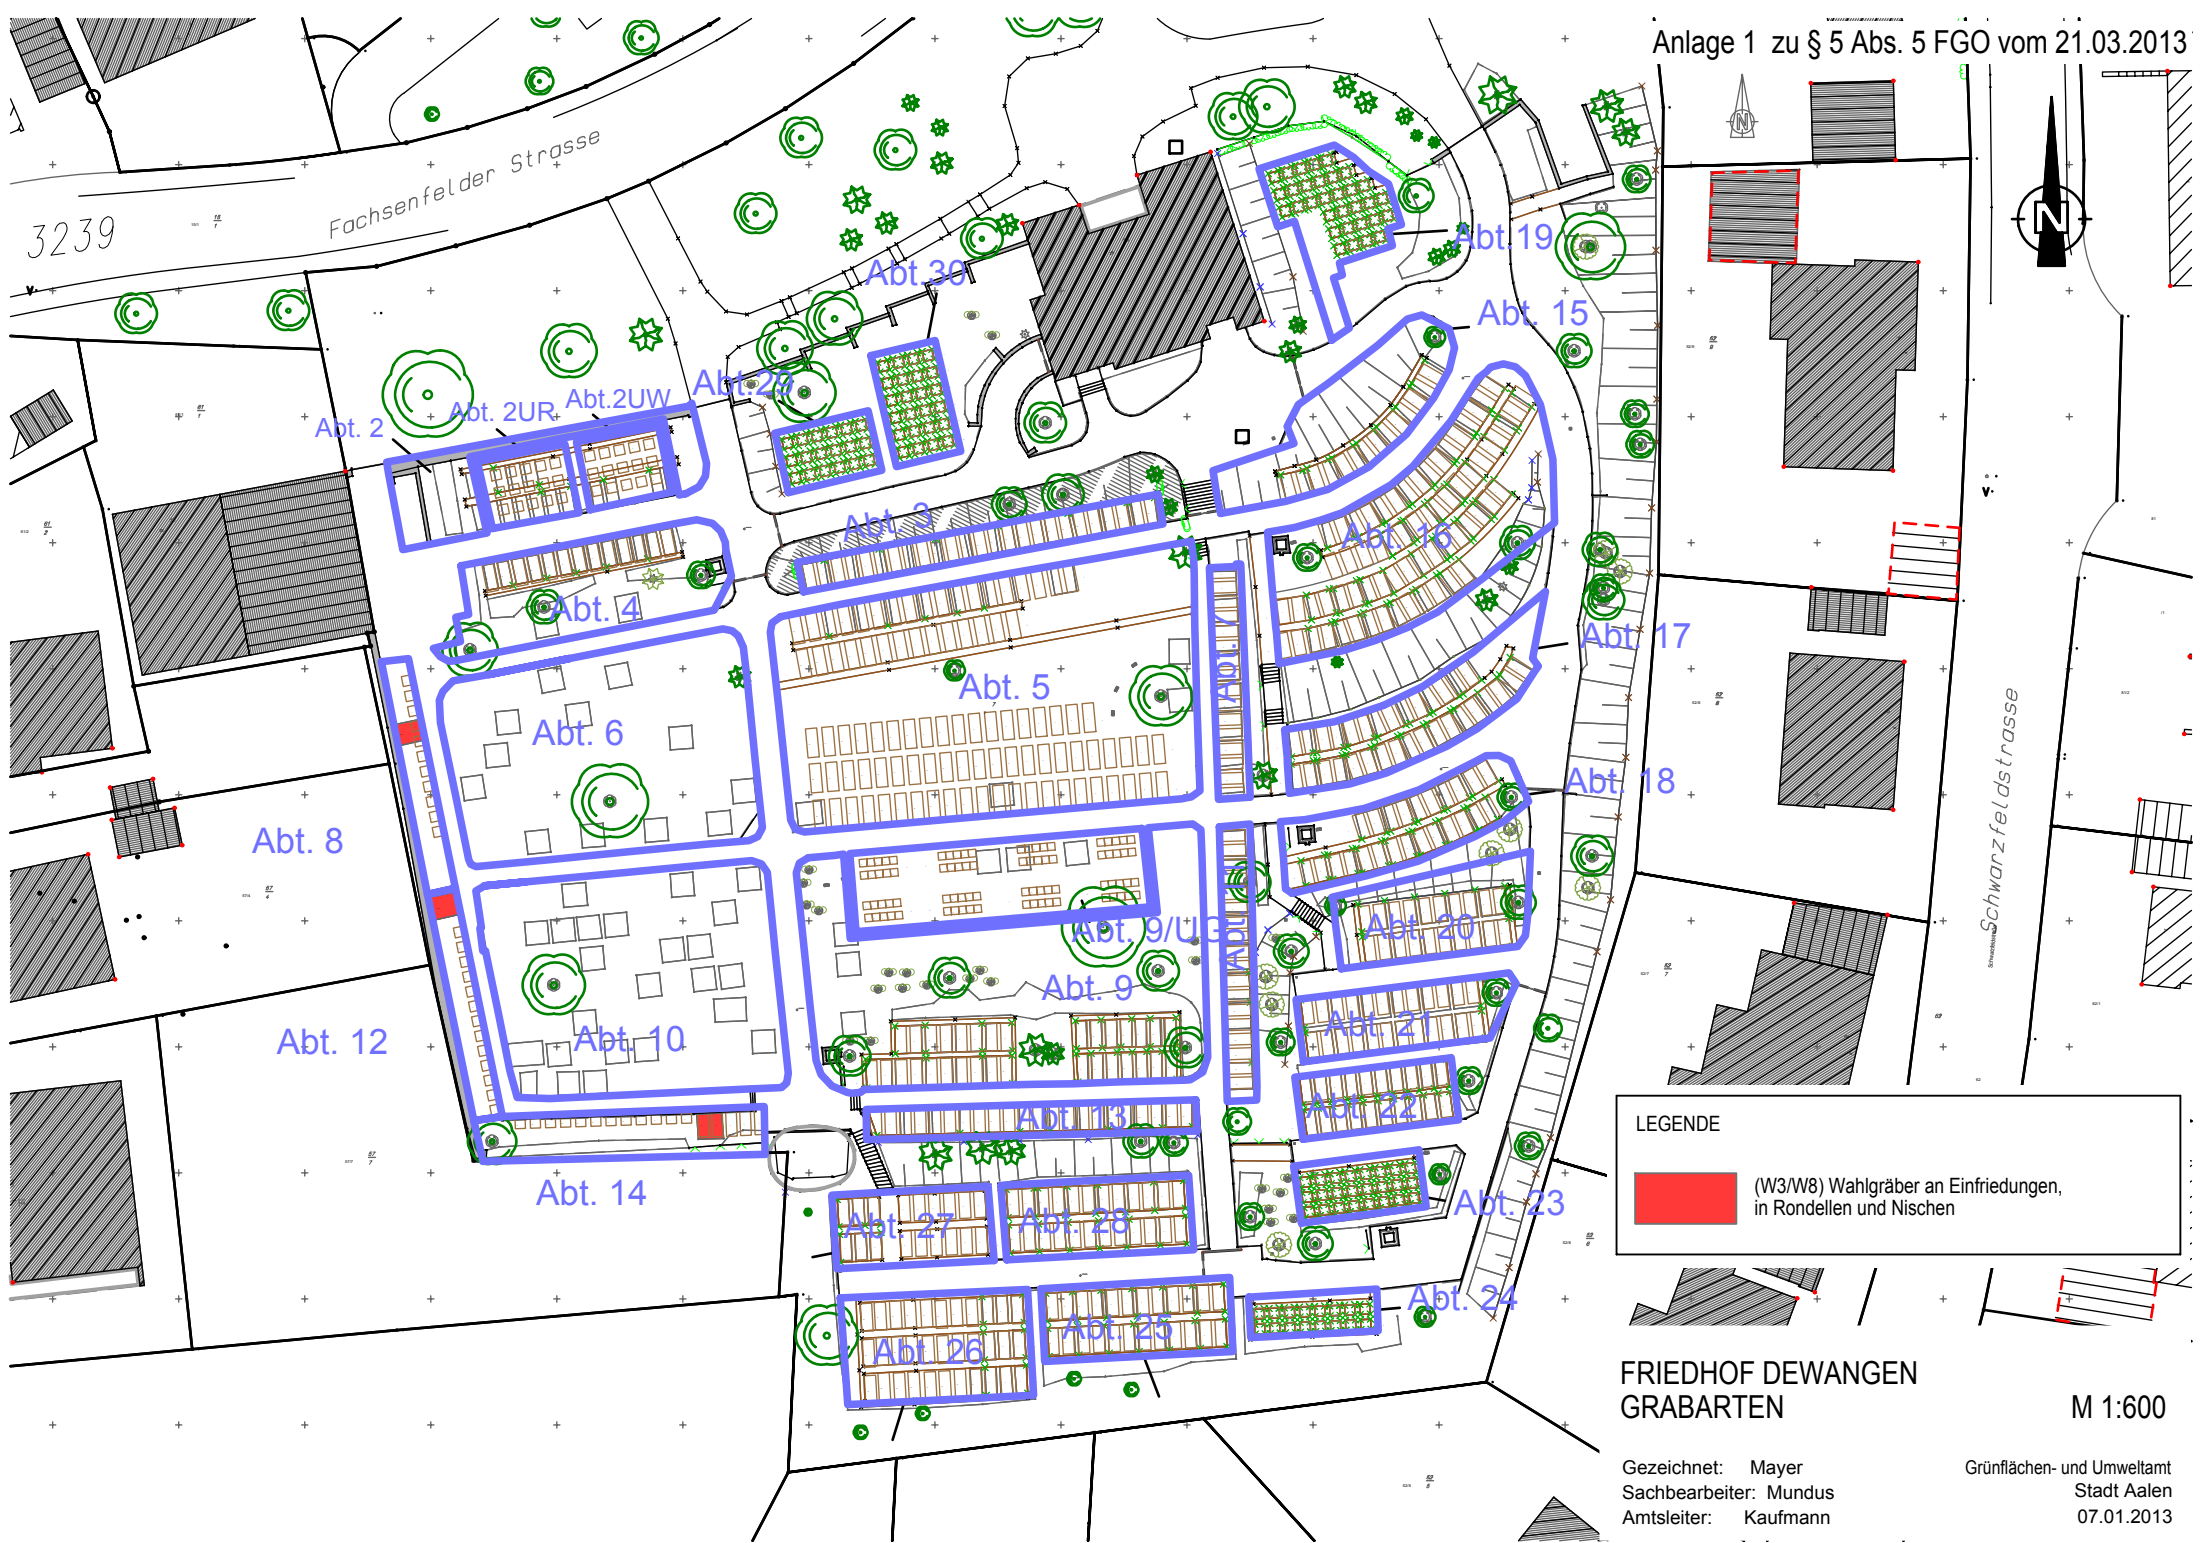 Anlage 1 zu § 5 Abs. 5 FGO vom 21.03.2013
Fachsenfelder Strasse
3239
N
N
Abt. 19
Abt. 30
Abt. 15
Abt. 29
Abt.2UW
Abt. 2UR
Abt. 2
Abt. 3
Abt. 16
Abt. 4
Abt. 17
Abt. 7
Abt. 5
Abt. 6
Abt. 18
Abt. 8
Schwarzfeldstrasse
Abt. 9/UG
Abt. 20
Abt. 9
Abt. 21
Abt. 10
Abt. 12
Abt. 22
Abt. 13
Abt. 14
Abt. 23
Abt. 27
Abt. 28
Abt. 24
Abt. 25
Abt. 26
LEGENDE
(W3/W8) Wahlgräber an Einfriedungen,
in Rondellen und Nischen
FRIEDHOF DEWANGEN
GRABARTEN
M 1:600
Gezeichnet: Mayer
Sachbearbeiter: Mundus
Amtsleiter: Kaufmann
Grünflächen- und Umweltamt
Stadt Aalen
07.01.2013